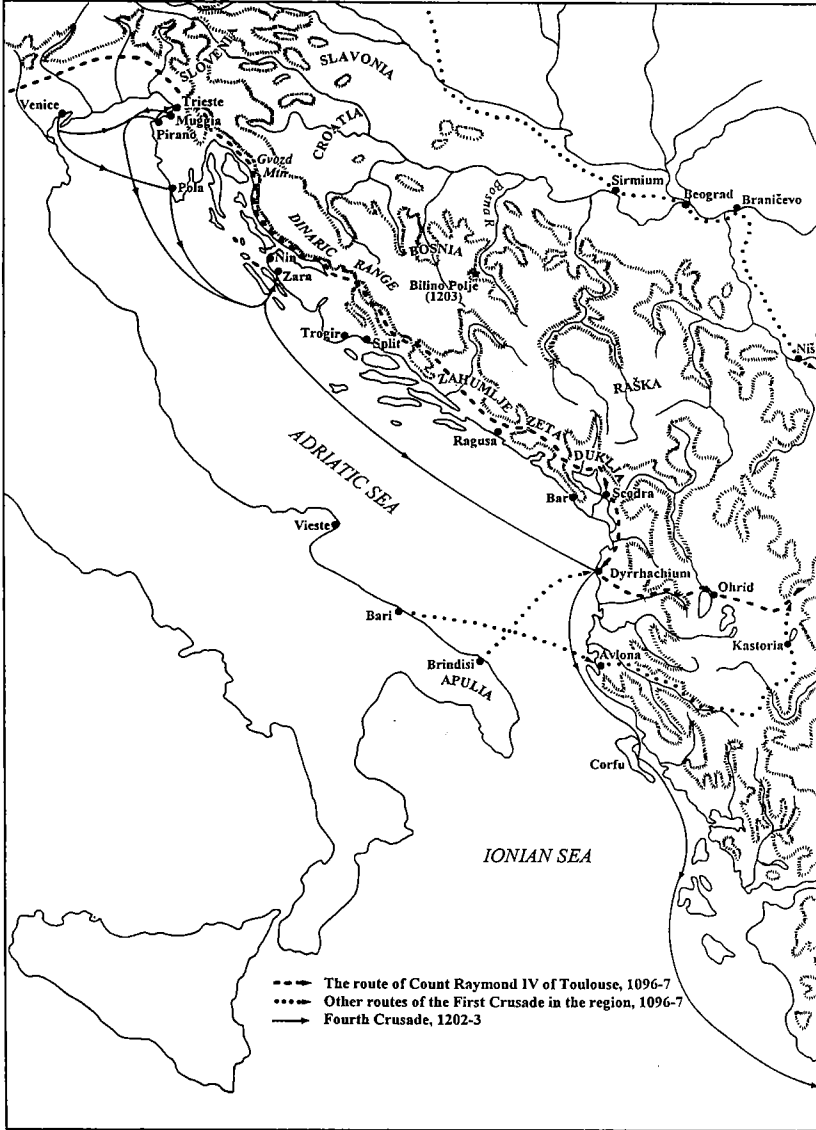 SLOVENE
SLAVONIA
Venice
Trieste
Muggia
Pirano
CROATIA
Gvozd
Mtn
Pola
Sirmium
Beograd
Braničevo
Bosna R
DINARIC
RANGE
BOSNIA
Nin
Zara
Bilino Polje
(1203)
Trogir
Split
Niš
ZAHUMLJE
ZETA
RAŠKA
Ragusa
DUKLJA
ADRIATIC SEA
Bar
Scodra
Vieste
Dyrrhachium
Ohrid
Bari
Kastoria
Brindisi
APULIA
Avlona
Corfu
IONIAN SEA
The route of Count Raymond IV of Toulouse, 1096-7
Other routes of the First Crusade in the region, 1096-7
Fourth Crusade, 1202-3